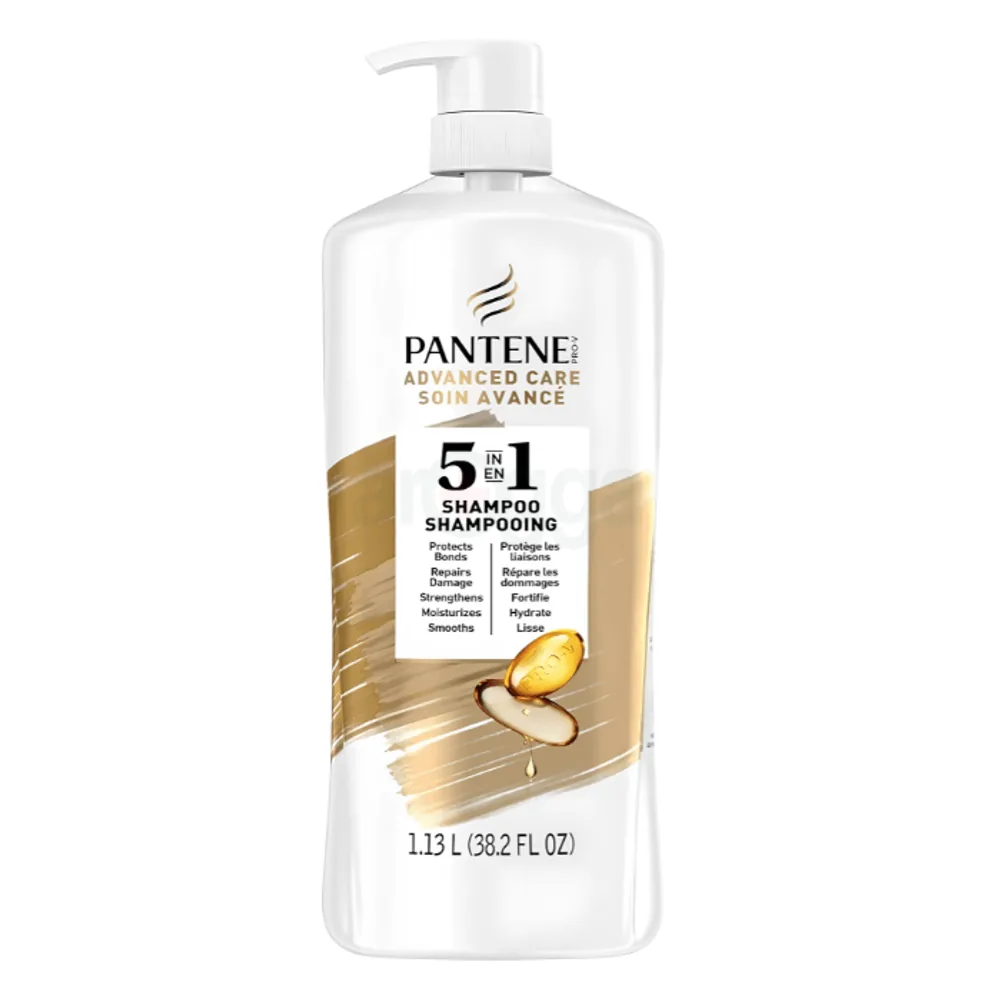 PANTENE PRO-V
ADVANCED CARE
SOIN AVANCÉ
5 IN EN 1
SHAMPOO
SHAMPOOING
Protects Bonds
Repairs Damage
Strengthens
Moisturizes
Smooths
Protège les liaisons
Répare les dommages
Fortifie
Hydrate
Lisse
PRO-V
1.13 L (38.2 FL OZ)